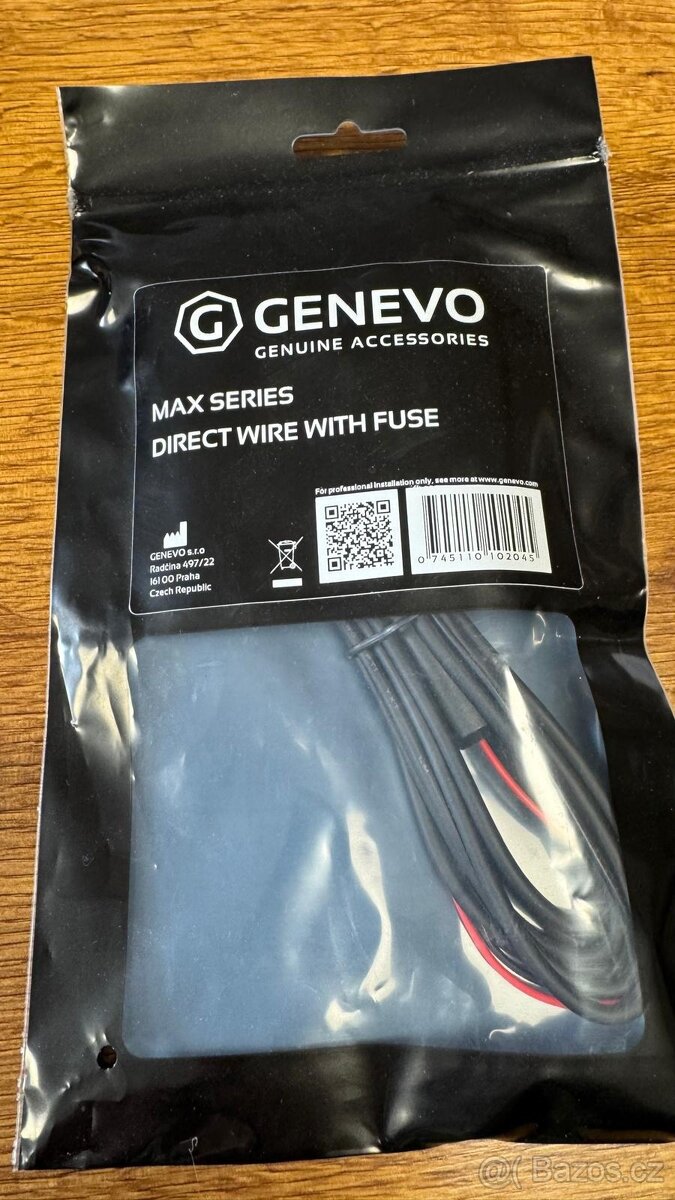 G GENEVO
GENUINE ACCESSORIES
MAX SERIES
DIRECT WIRE WITH FUSE
For professional installation only, see more at www.genevo.com
GENEVO s.r.o
Radčina 497/22
161 00 Praha
Czech Republic
0 745110 102045
Bazos.cz